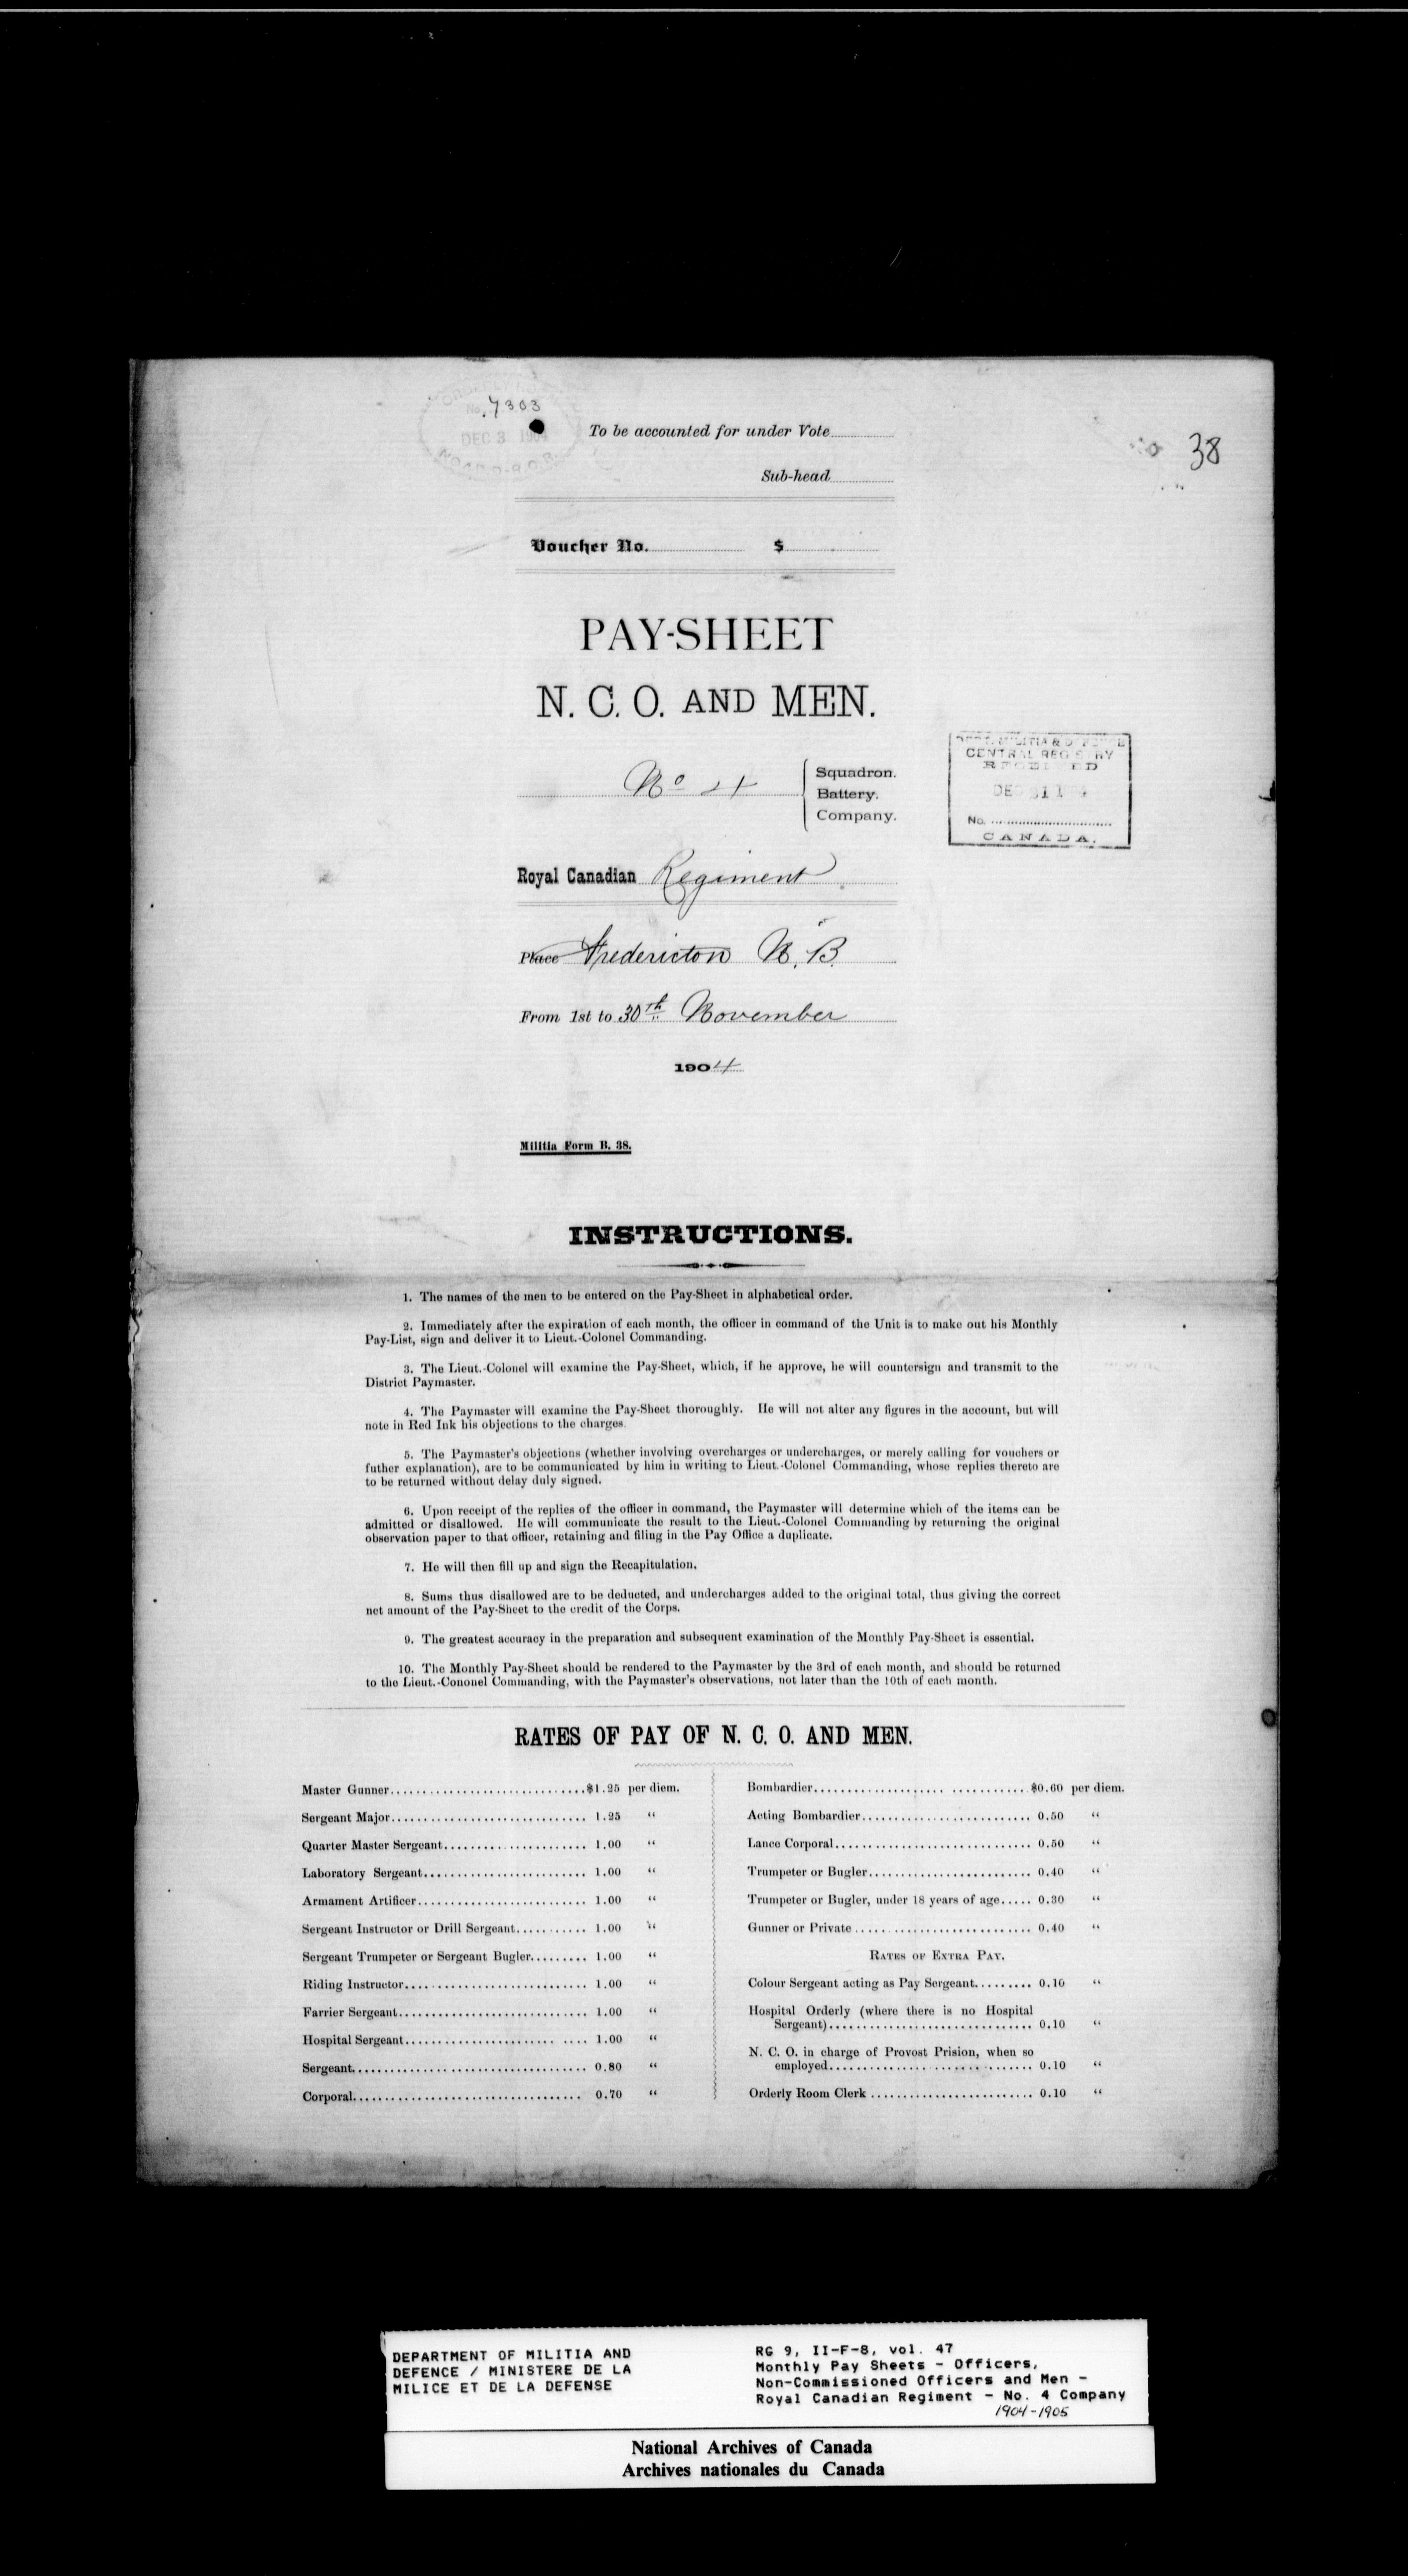 No. 7303
DEC 3 1904
To be accounted for under Vote
38
Sub-head
Voucher No. $
PAY-SHEET
N. C. O. AND MEN.
No 4
Squadron.
Battery.
Company.
CENTRAL REGISTRY
RECEIVED
DEC 31
No.
CANADA.
Royal Canadian Regiment
Place Fredericton N.B.
From 1st to 30th November
1904
Militia Form B. 38.
INSTRUCTIONS.
1. The names of the men to be entered on the Pay-Sheet in alphabetical order.
2. Immediately after the expiration of each month, the officer in command of the Unit is to make out his Monthly
Pay-List, sign and deliver it to Lieut.-Colonel Commanding.
3. The Lieut.-Colonel will examine the Pay-Sheet, which, if he approve, he will countersign and transmit to the
District Paymaster.
4. The Paymaster will examine the Pay-Sheet thoroughly. He will not alter any figures in the account, but will
note in Red Ink his objections to the charges.
5. The Paymaster's objections (whether involving overcharges or undercharges, or merely calling for vouchers or
futher explanation), are to be communicated by him in writing to Lieut.-Colonel Commanding, whose replies thereto are
to be returned without delay duly signed.
6. Upon receipt of the replies of the officer in command, the Paymaster will determine which of the items can be
admitted or disallowed. He will communicate the result to the Lieut.-Colonel Commanding by returning the original
observation paper to that officer, retaining and filing in the Pay Office a duplicate.
7. He will then fill up and sign the Recapitulation.
8. Sums thus disallowed are to be deducted, and undercharges added to the original total, thus giving the correct
net amount of the Pay-Sheet to the credit of the Corps.
9. The greatest accuracy in the preparation and subsequent examination of the Monthly Pay-Sheet is essential.
10. The Monthly Pay-Sheet should be rendered to the Paymaster by the 3rd of each month, and should be returned
to the Lieut.-Cononel Commanding, with the Paymaster's observations, not later than the 10th of each month.
RATES OF PAY OF N. C. O. AND MEN.
Master Gunner $1.25 per diem.
Sergeant Major 1.25 "
Quarter Master Sergeant 1.00 "
Laboratory Sergeant 1.00 "
Armament Artificer 1.00 "
Sergeant Instructor or Drill Sergeant 1.00 "
Sergeant Trumpeter or Sergeant Bugler 1.00 "
Riding Instructor 1.00 "
Farrier Sergeant 1.00 "
Hospital Sergeant 1.00 "
Sergeant 0.80 "
Corporal 0.70 "
Bombardier $0.60 per diem.
Acting Bombardier 0.50 "
Lance Corporal 0.50 "
Trumpeter or Bugler 0.40 "
Trumpeter or Bugler, under 18 years of age 0.30 "
Gunner or Private 0.40 "
RATES OF EXTRA PAY.
Colour Sergeant acting as Pay Sergeant 0.10 "
Hospital Orderly (where there is no Hospital
Sergeant) 0.10 "
N. C. O. in charge of Provost Prision, when so
employed 0.10 "
Orderly Room Clerk 0.10 "
DEPARTMENT OF MILITIA AND
DEFENCE / MINISTERE DE LA
MILICE ET DE LA DEFENSE
RG 9, II-F-8, vol. 47
Monthly Pay Sheets - Officers,
Non-Commissioned Officers and Men -
Royal Canadian Regiment - No. 4 Company
1904-1905
National Archives of Canada
Archives nationales du Canada